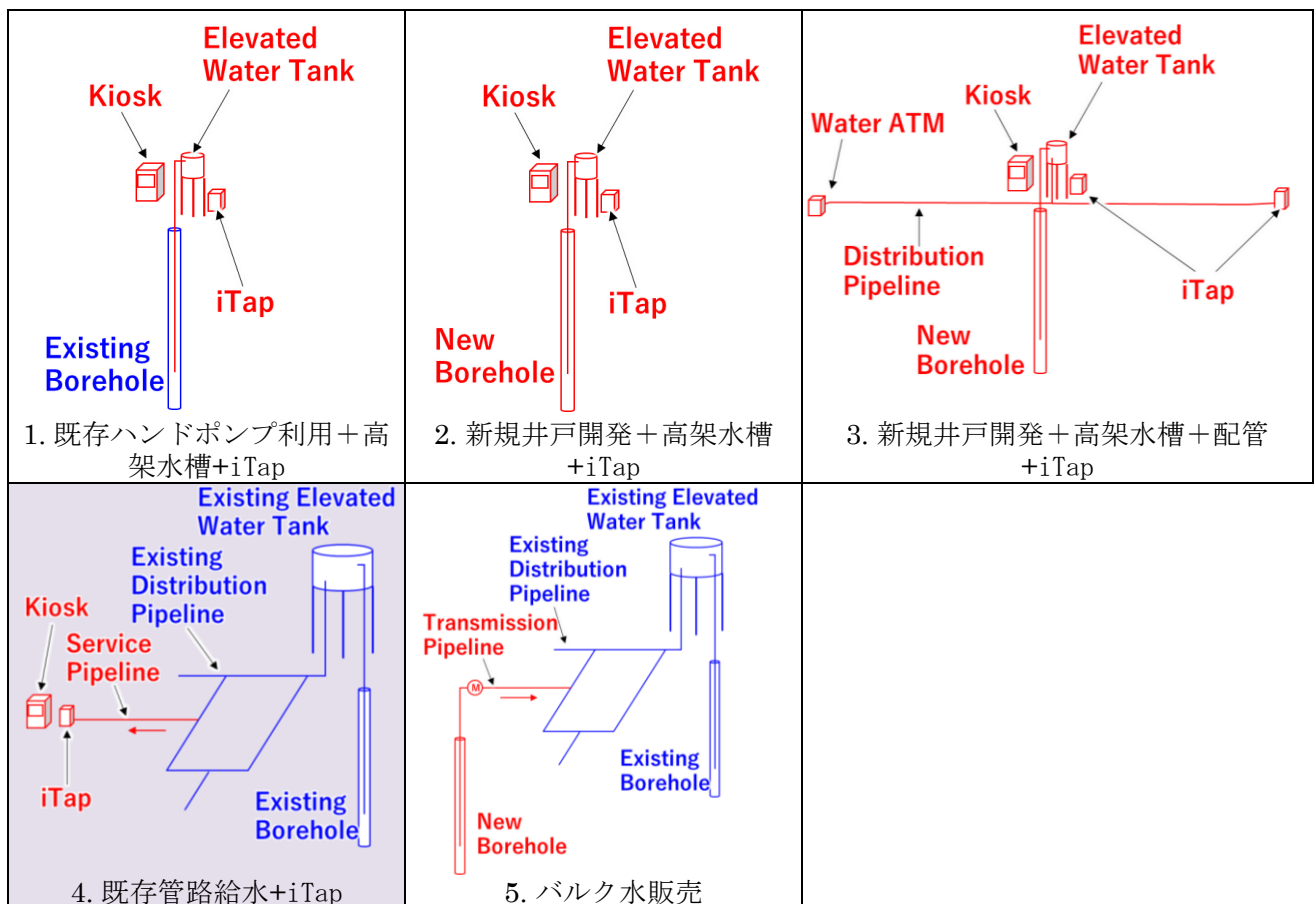 Elevated
Water Tank
Kiosk
iTap
Existing
Borehole
1. 既存ハンドポンプ利用＋高
架水槽+iTap
Elevated
Water Tank
Kiosk
iTap
New
Borehole
2. 新規井戸開発＋高架水槽
+iTap
Elevated
Water Tank
Kiosk
Water ATM
Distribution
Pipeline
iTap
New
Borehole
3. 新規井戸開発＋高架水槽＋配管
+iTap
Existing Elevated
Water Tank
Existing
Distribution
Pipeline
Kiosk
Service
Pipeline
iTap
Existing
Borehole
4. 既存管路給水+iTap
Existing Elevated
Water Tank
Existing
Distribution
Pipeline
Transmission
Pipeline
M
Existing
Borehole
New
Borehole
5. バルク水販売